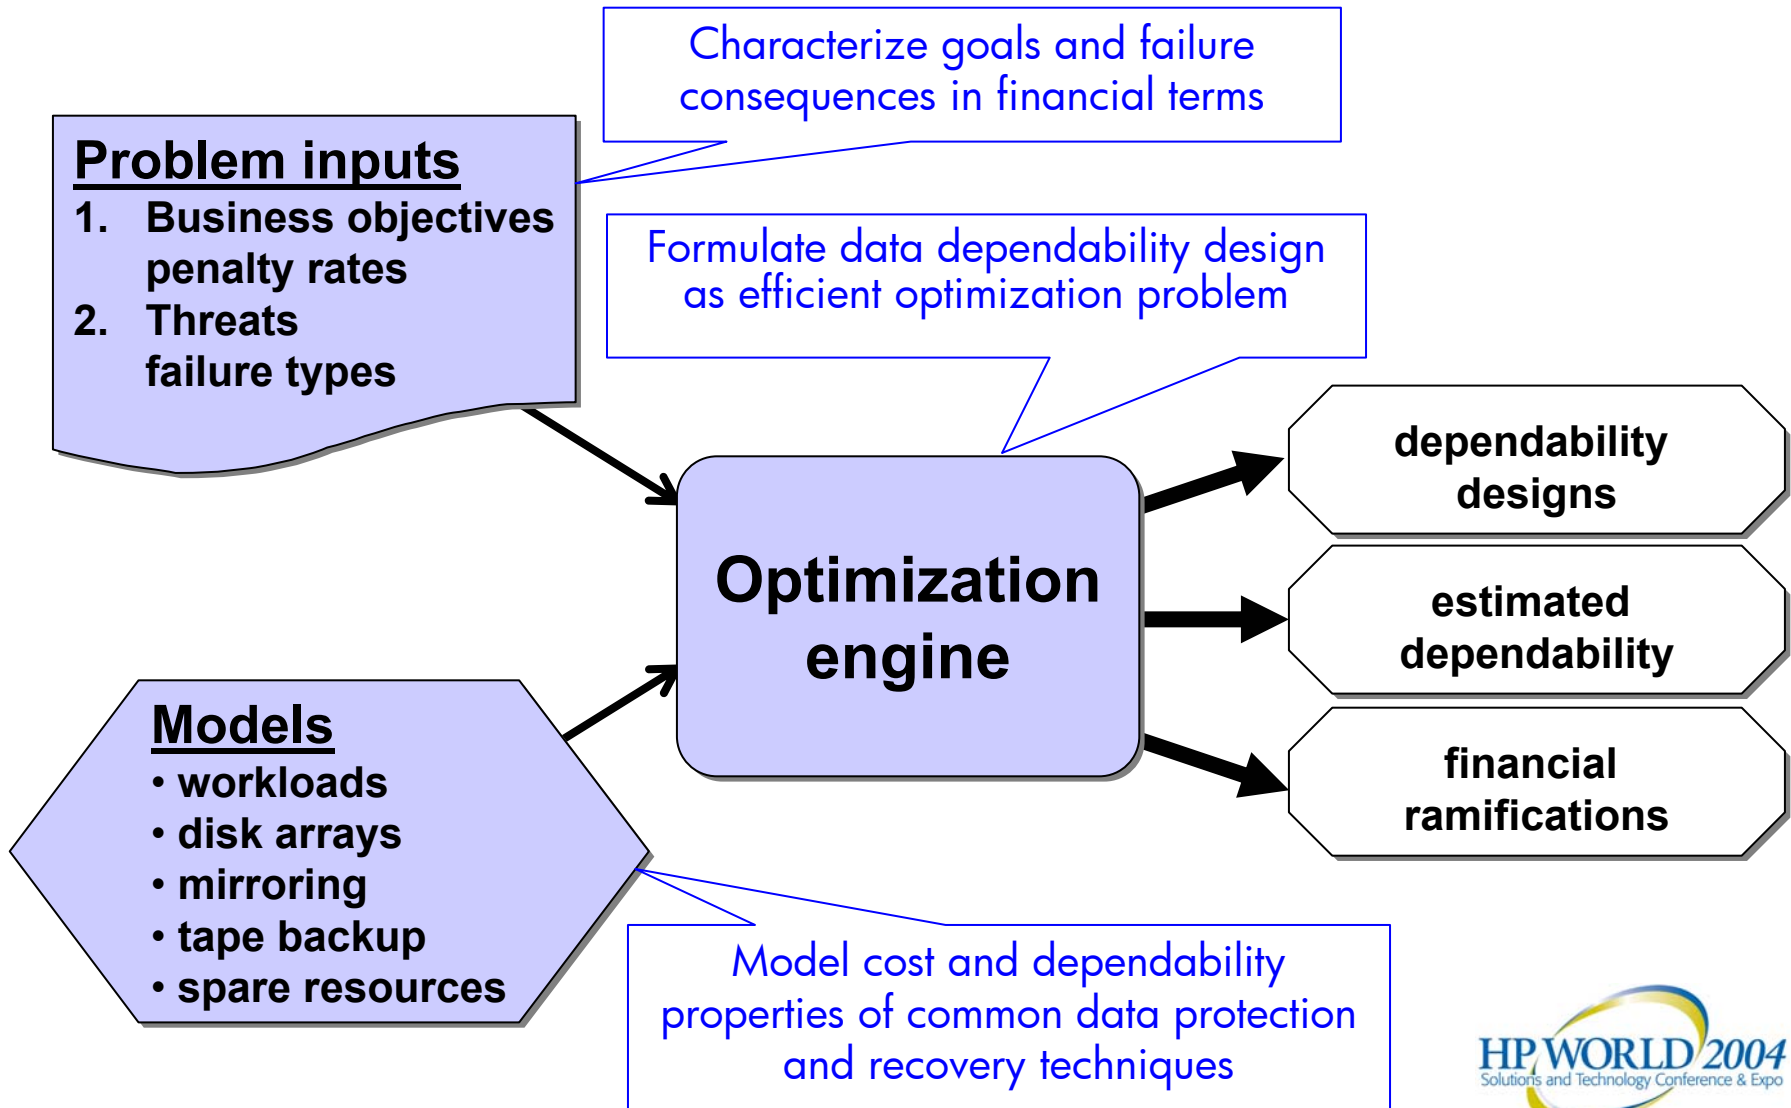 Characterize goals and failure
consequences in financial terms
Problem inputs
1. Business objectives
penalty rates
2. Threats
failure types
Formulate data dependability design
as efficient optimization problem
Optimization
engine
dependability
designs
estimated
dependability
financial
ramifications
Models
• workloads
• disk arrays
• mirroring
• tape backup
• spare resources
Model cost and dependability
properties of common data protection
and recovery techniques
HP WORLD 2004
Solutions and Technology Conference & Expo